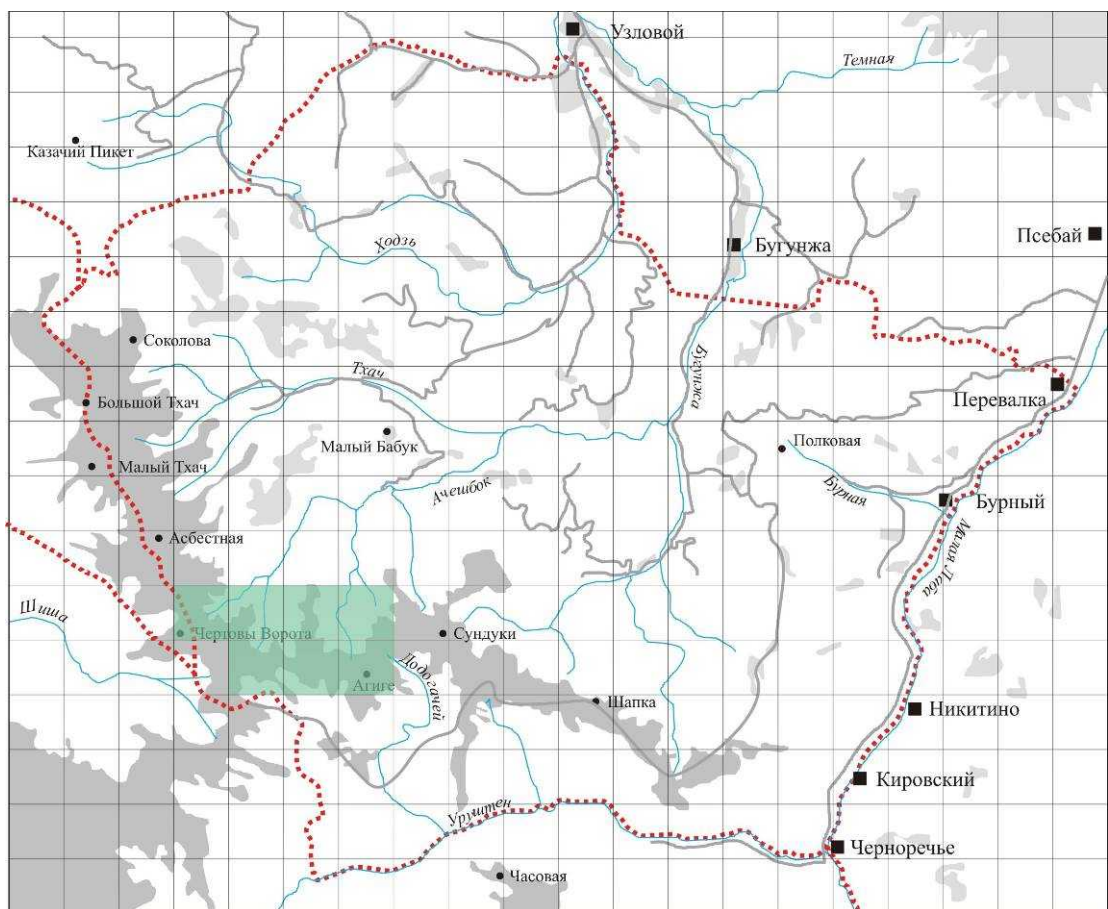 Узловой
Темная
Казачий Пикет
Ходзь
Бугунжа
Псебай
Соколова
Бугунжа
Тхач
Перевалка
Большой Тхач
Малый Бабук
Полковая
Малый Тхач
Ачешбок
Бурная
Бурный
Асбестная
Малая Лаба
Шиша
Чертовы Ворота
Сундуки
Додогачей
Агиге
Шапка
Никитино
Кировский
Уруштен
Черноречье
Часовая